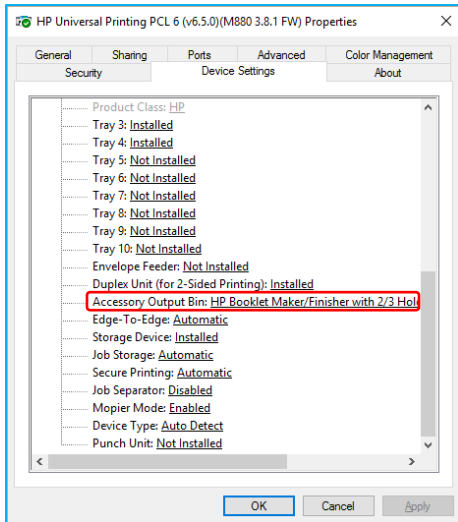 HP Universal Printing PCL 6 (v6.5.0)(M880 3.8.1 FW) Properties
General Sharing Ports Advanced Color Management
Security Device Settings About
Product Class: HP
Tray 3: Installed
Tray 4: Installed
Tray 5: Not Installed
Tray 6: Not Installed
Tray 7: Not Installed
Tray 8: Not Installed
Tray 9: Not Installed
Tray 10: Not Installed
Envelope Feeder: Not Installed
Duplex Unit (for 2-Sided Printing): Installed
Accessory Output Bin: HP Booklet Maker/Finisher with 2/3 Hol
Edge-To-Edge: Automatic
Storage Device: Installed
Job Storage: Automatic
Secure Printing: Automatic
Job Separator: Disabled
Mopier Mode: Enabled
Device Type: Auto Detect
Punch Unit: Not Installed
OK Cancel Apply